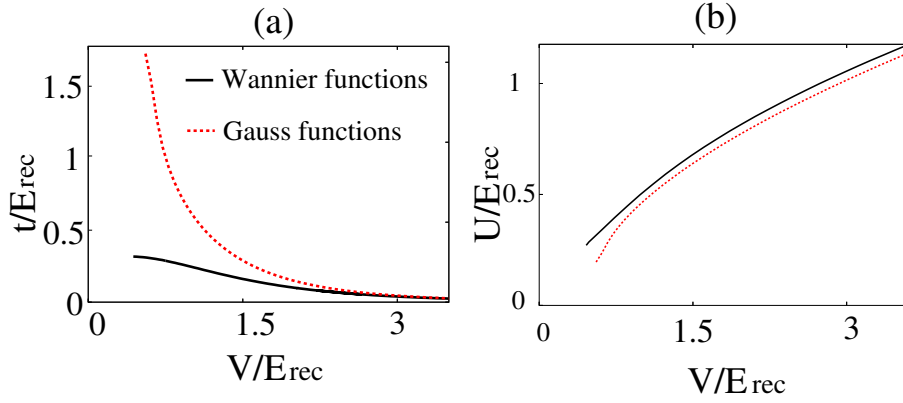 (a)
t/Erec
1.5
1
0.5
0
Wannier functions
Gauss functions
0
1.5
3
V/Erec
(b)
U/Erec
1
0.5
0
0
1.5
3
V/Erec